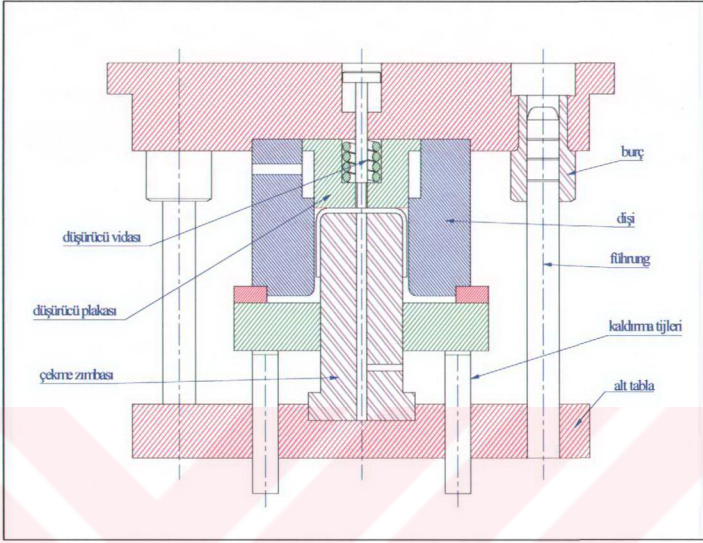 burç
dişi
führung
kaldırma tijleri
alt tabla
düşürücü vidası
düşürücü plakası
çekme zımbası